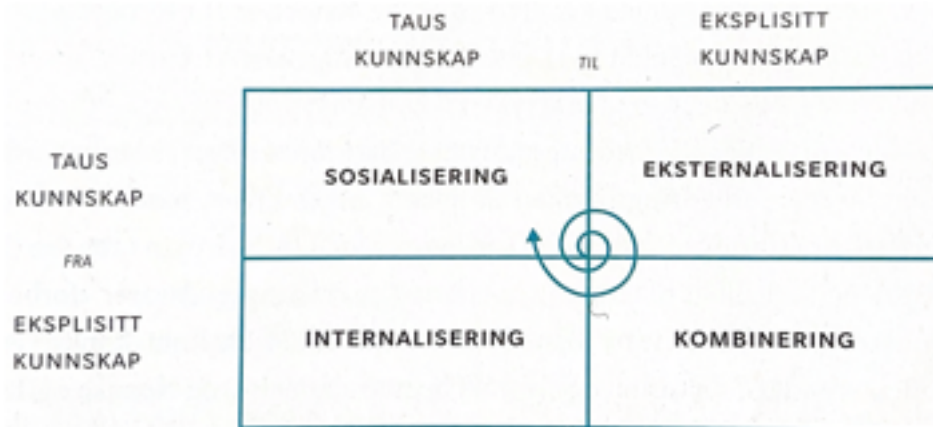 TAUS
KUNNSKAP
TIL
EKSPLISITT
KUNNSKAP
TAUS
KUNNSKAP
FRA
EKSPLISITT
KUNNSKAP
SOSIALISERING
EKSTERNALISERING
INTERNALISERING
KOMBINERING